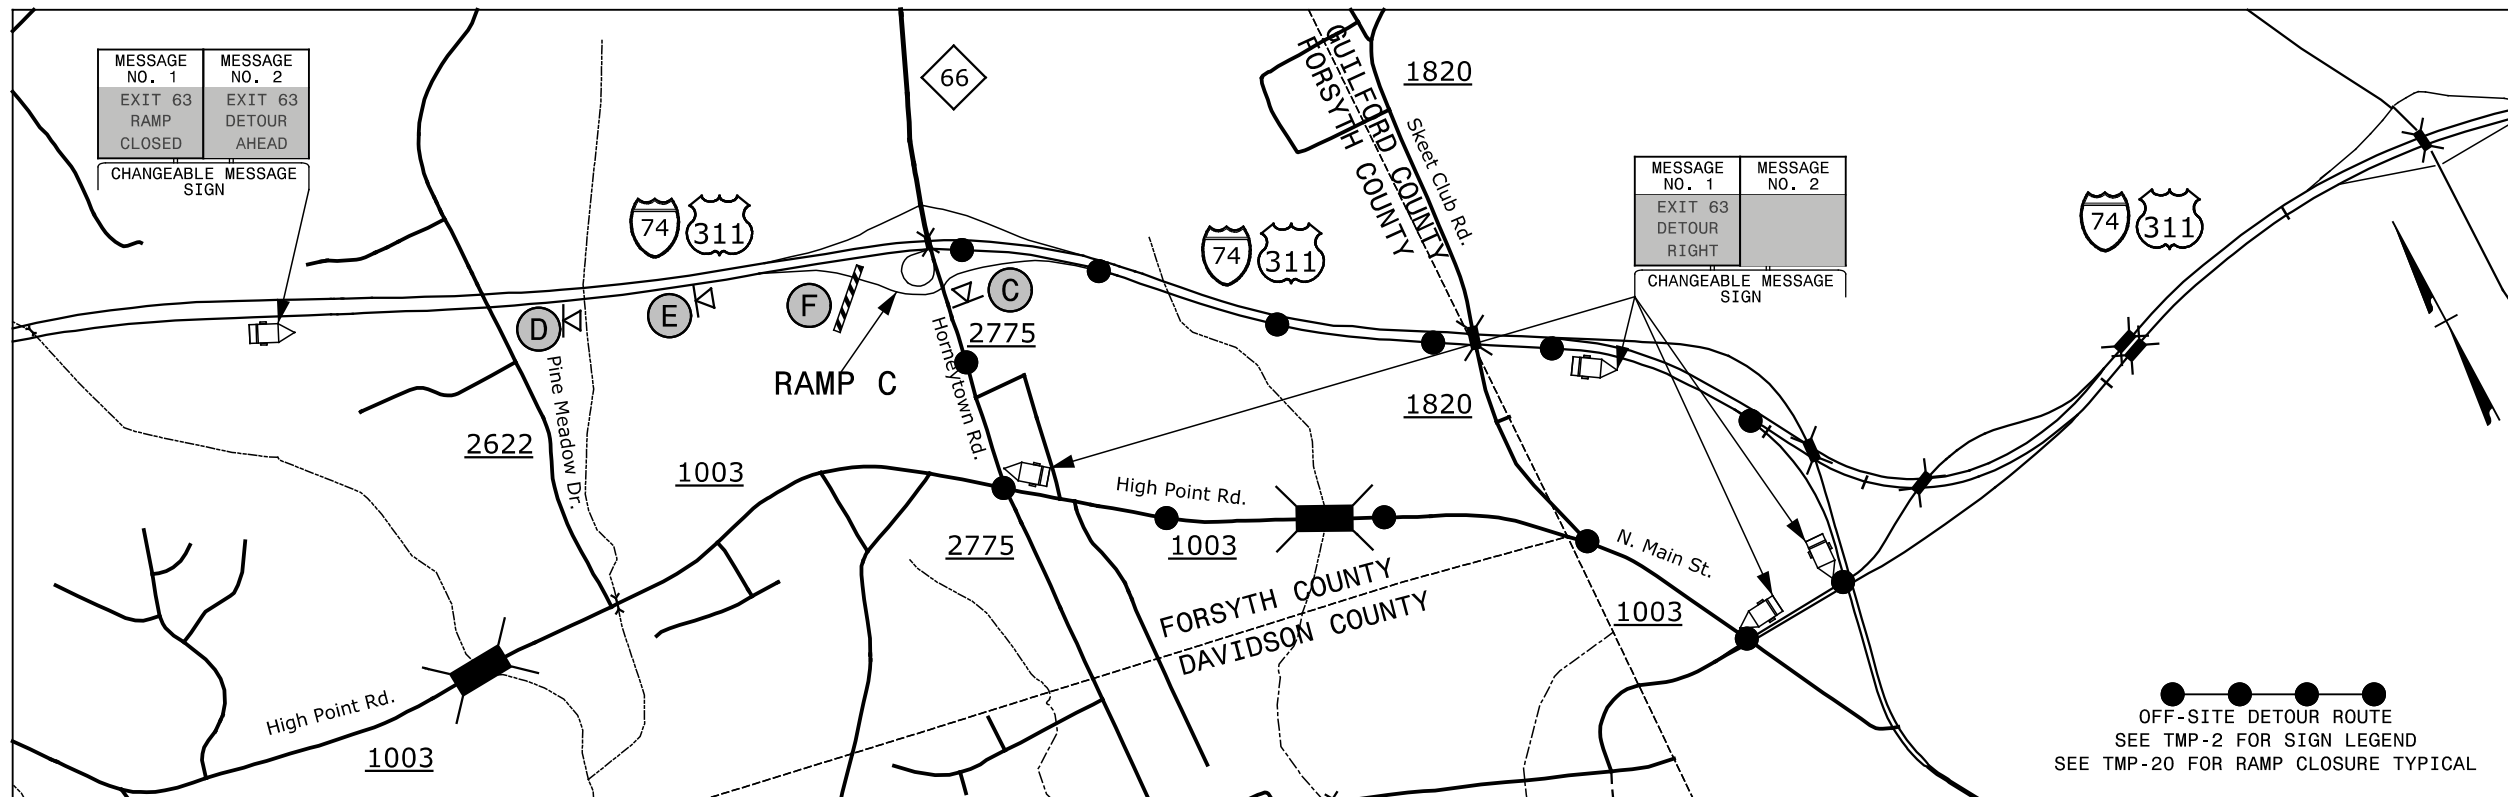 MESSAGE NO. 1
MESSAGE NO. 2
EXIT 63
RAMP
CLOSED
EXIT 63
DETOUR
AHEAD
CHANGEABLE MESSAGE
SIGN
66
GUILFORD COUNTY
FORSYTH COUNTY
1820
Skeet Club Rd.
MESSAGE NO. 1
MESSAGE NO. 2
EXIT 63
DETOUR
RIGHT
CHANGEABLE MESSAGE
SIGN
74
311
74
311
74
311
D
E
F
C
2775
Horneytown Rd.
RAMP C
Pine Meadow Dr.
2622
1003
1820
High Point Rd.
2775
1003
N. Main St.
1003
FORSYTH COUNTY
DAVIDSON COUNTY
High Point Rd.
1003
OFF-SITE DETOUR ROUTE
SEE TMP-2 FOR SIGN LEGEND
SEE TMP-20 FOR RAMP CLOSURE TYPICAL